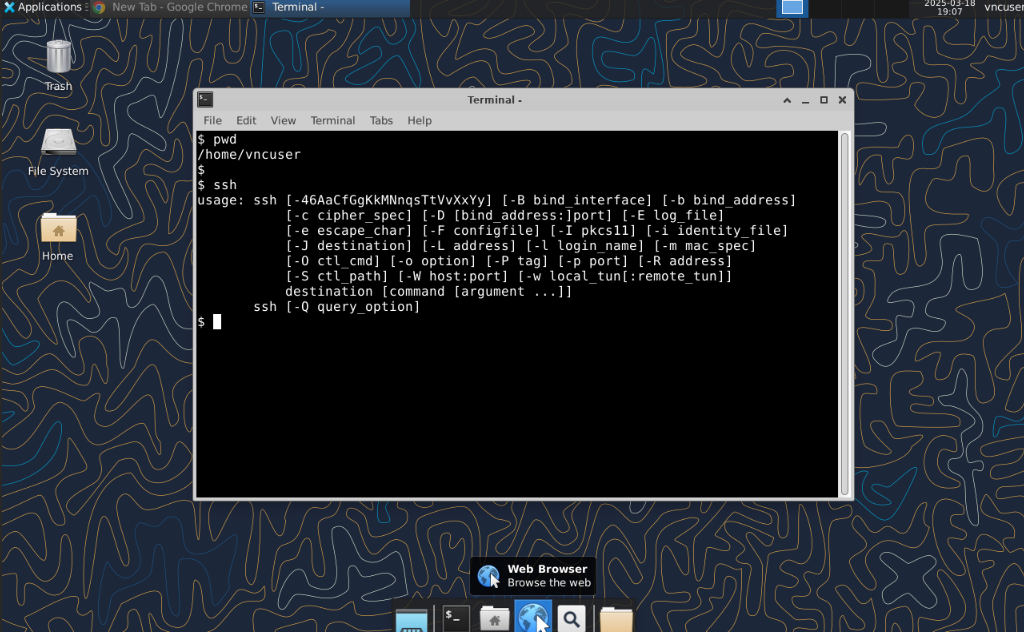 Applications
New Tab - Google Chrome
Terminal -
2025-03-18
19:07
vncuser
Trash
File System
Home
Terminal -
File Edit View Terminal Tabs Help
$ pwd
/home/vncuser
$
$ ssh
usage: ssh [-46AaCfGgKkMNnqsTtVvXxYy] [-B bind_interface] [-b bind_address]
           [-c cipher_spec] [-D [bind_address:]port] [-E log_file]
           [-e escape_char] [-F configfile] [-I pkcs11] [-i identity_file]
           [-J destination] [-L address] [-l login_name] [-m mac_spec]
           [-O ctl_cmd] [-o option] [-P tag] [-p port] [-R address]
           [-S ctl_path] [-W host:port] [-w local_tun[:remote_tun]]
           destination [command [argument ...]]
       ssh [-Q query_option]
$
Web Browser
Browse the web